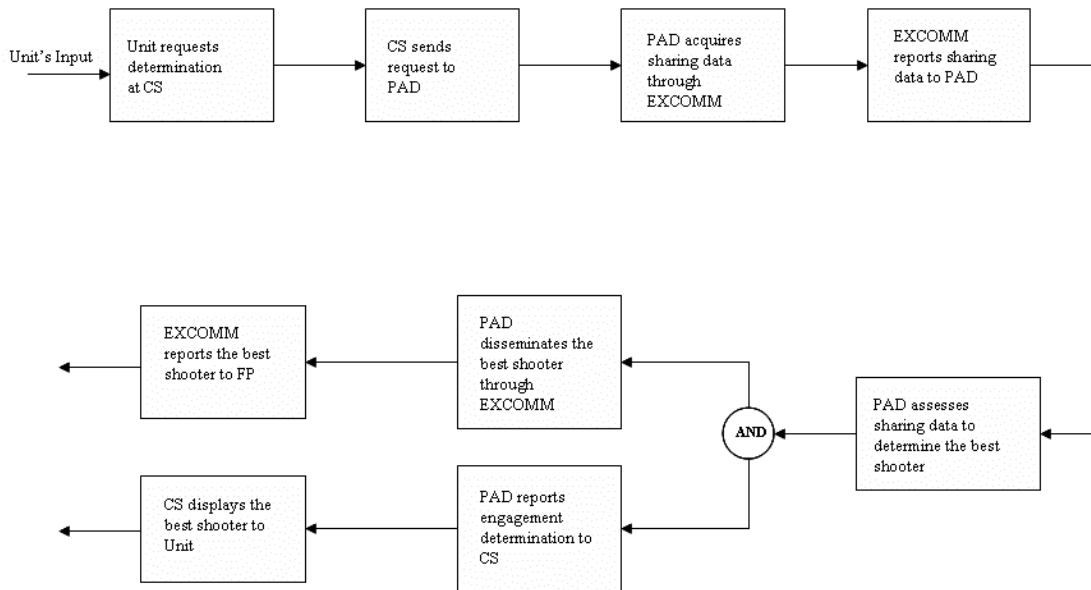 Unit's Input
Unit requests
determination
at CS
CS sends
request to
PAD
PAD acquires
sharing data
through
EXCOMM
EXCOMM
reports sharing
data to PAD
EXCOMM
reports the best
shooter to FP
PAD
disseminates the
best shooter
through
EXCOMM
AND
PAD assesses
sharing data to
determine the best
shooter
CS displays the
best shooter to
Unit
PAD reports
engagement
determination to
CS